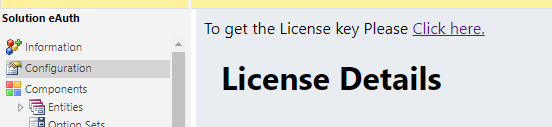 Solution eAuth
Information
Configuration
Components
Entities
Option Sets
To get the License key Please Click here.
License Details